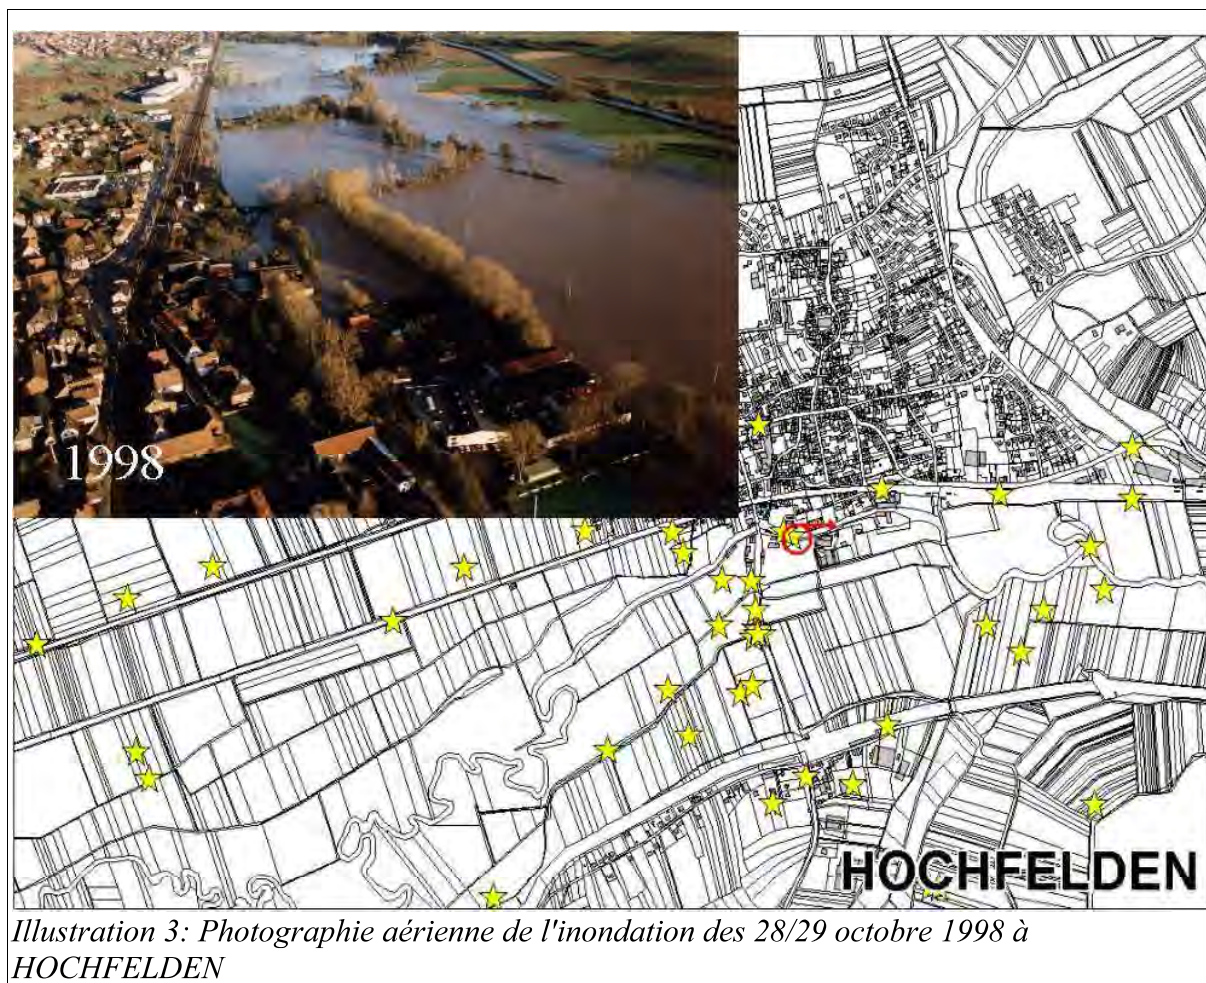 1998
HOCHFELDEN
Illustration 3: Photographie aérienne de l'inondation des 28/29 octobre 1998 à
HOCHFELDEN